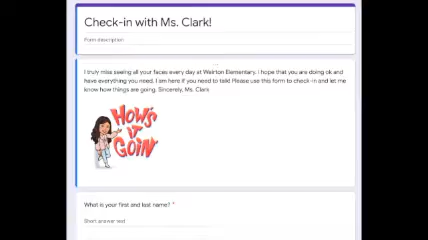 Check-in with Ms. Clark!
Form description
I truly miss seeing all your faces every day at Weirton Elementary. I hope that you are doing ok and
have everything you need. I am here if you need to talk! Please use this form to check-in and let me
know how things are going. Sincerely, Ms. Clark
HOW'S
IT
GOIN'
What is your first and last name? *
Short answer text